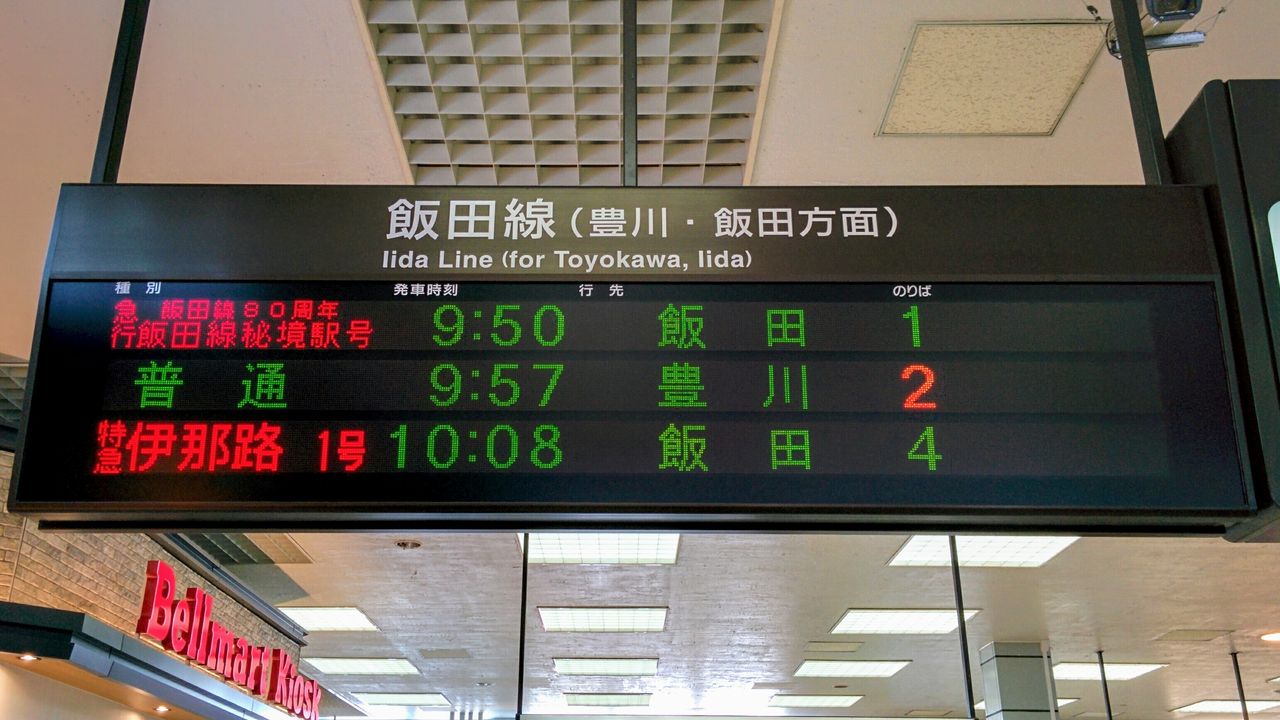 飯田線（豊川・飯田方面）
Iida Line (for Toyokawa, Iida)
種別 発車時刻 行先 のりば
急行 飯田線80周年 飯田線秘境駅号 9:50 飯田 1
普通 9:57 豊川 2
特急 伊那路 1号 10:08 飯田 4
Bellmart Kiosk